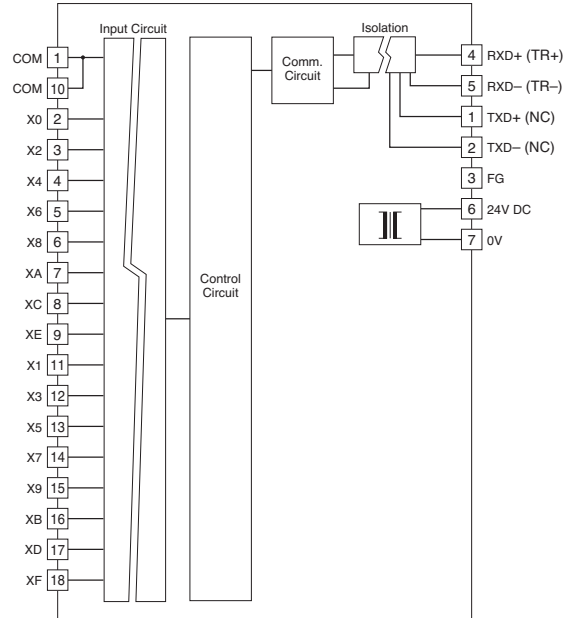 Input Circuit
Isolation
COM 1
COM 10
X0 2
X2 3
X4 4
X6 5
X8 6
XA 7
XC 8
XE 9
X1 11
X3 12
X5 13
X7 14
X9 15
XB 16
XD 17
XF 18
Control
Circuit
Comm.
Circuit
4 RXD+ (TR+)
5 RXD– (TR–)
1 TXD+ (NC)
2 TXD– (NC)
3 FG
6 24V DC
7 0V